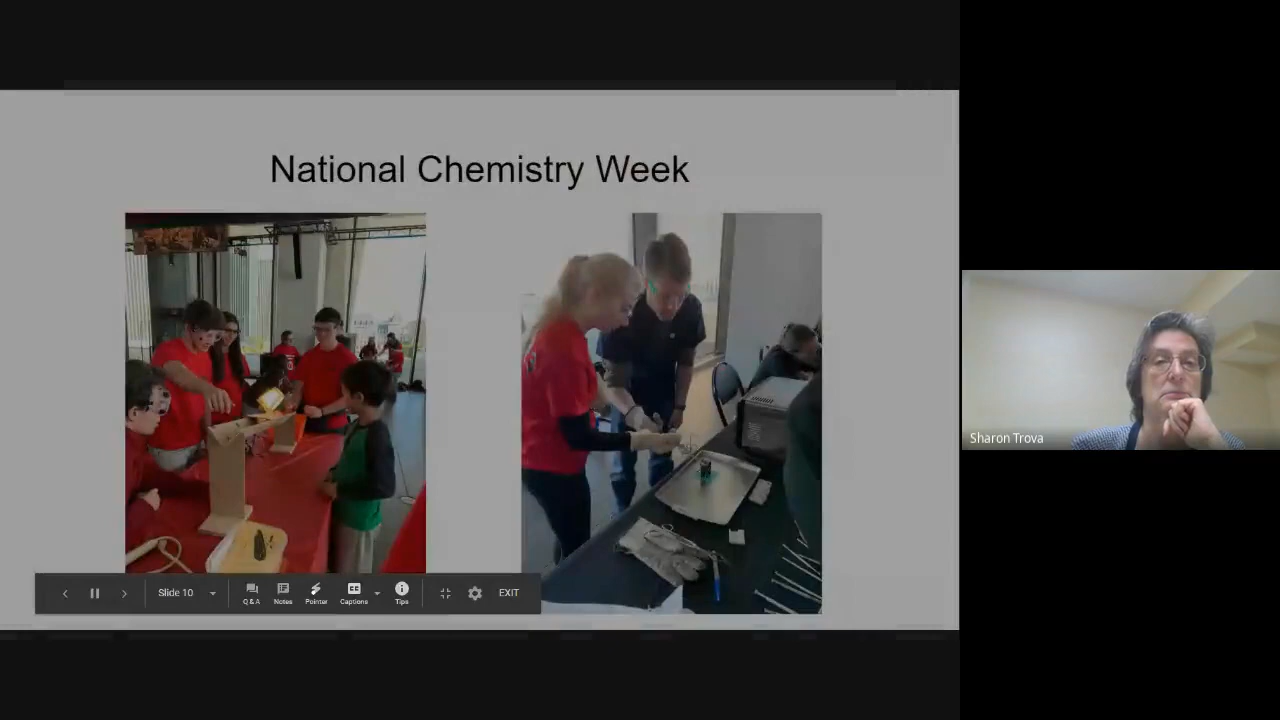 National Chemistry Week
Slide 10
Q & A
Notes
Pointer
Captions
Tips
EXIT
Sharon Trova